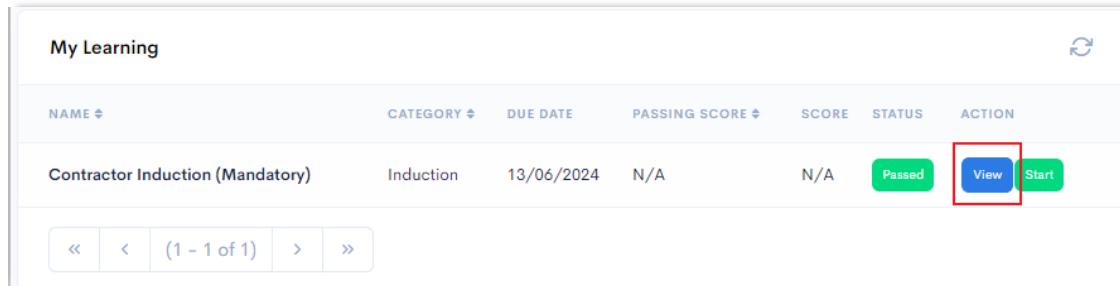 My Learning
NAME CATEGORY DUE DATE PASSING SCORE SCORE STATUS ACTION
Contractor Induction (Mandatory) Induction 13/06/2024 N/A N/A Passed View Start
« < (1 – 1 of 1) > »